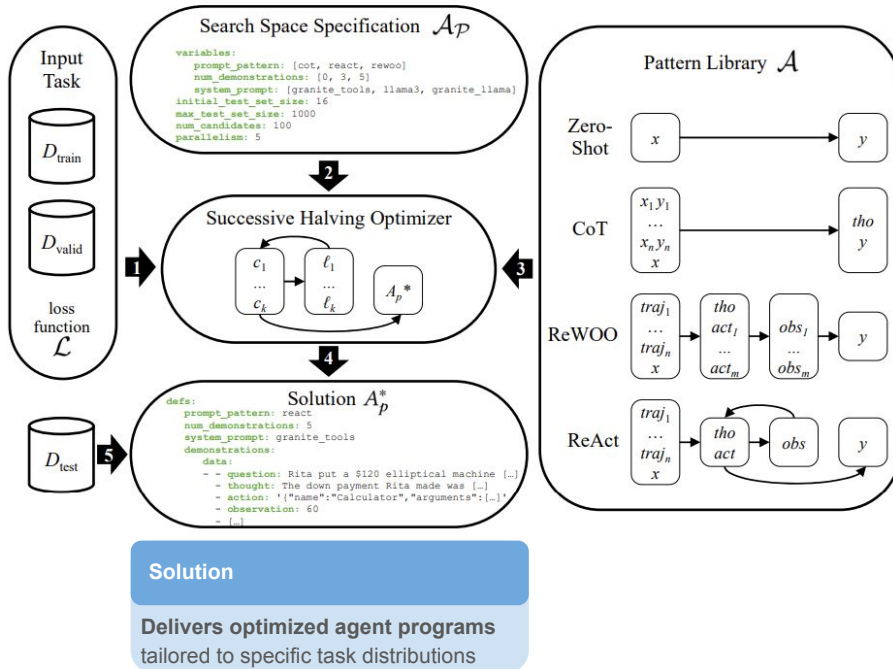 Input
Task
D_train
D_valid
loss
function
ℒ
D_test
Search Space Specification 𝒜_𝒫
variables:
prompt_pattern: [cot, react, rewoo]
num_demonstrations: [0, 3, 5]
system_prompt: [granite_tools, llama3, granite_llama]
initial_test_set_size: 16
max_test_set_size: 1000
num_candidates: 100
parallelism: 5
2
Successive Halving Optimizer
c_1
...
c_k
ℓ_1
...
ℓ_k
A_p*
1
3
4
Solution A_p^*
defs:
prompt_pattern: react
num_demonstrations: 5
system_prompt: granite_tools
demonstrations:
data:
- - question: Rita put a $120 elliptical machine […]
- thought: The down payment Rita made was […]
- action: '{"name":"Calculator","arguments":[…]'
- observation: 60
- […]
5
Pattern Library 𝒜
Zero-
Shot
x
y
CoT
x_1 y_1
...
x_n y_n
x
tho
y
ReWOO
traj_1
...
traj_n
x
tho
act_1
...
act_m
obs_1
...
obs_m
y
ReAct
traj_1
...
traj_n
x
tho
act
obs
y
Solution
Delivers optimized agent programs
tailored to specific task distributions